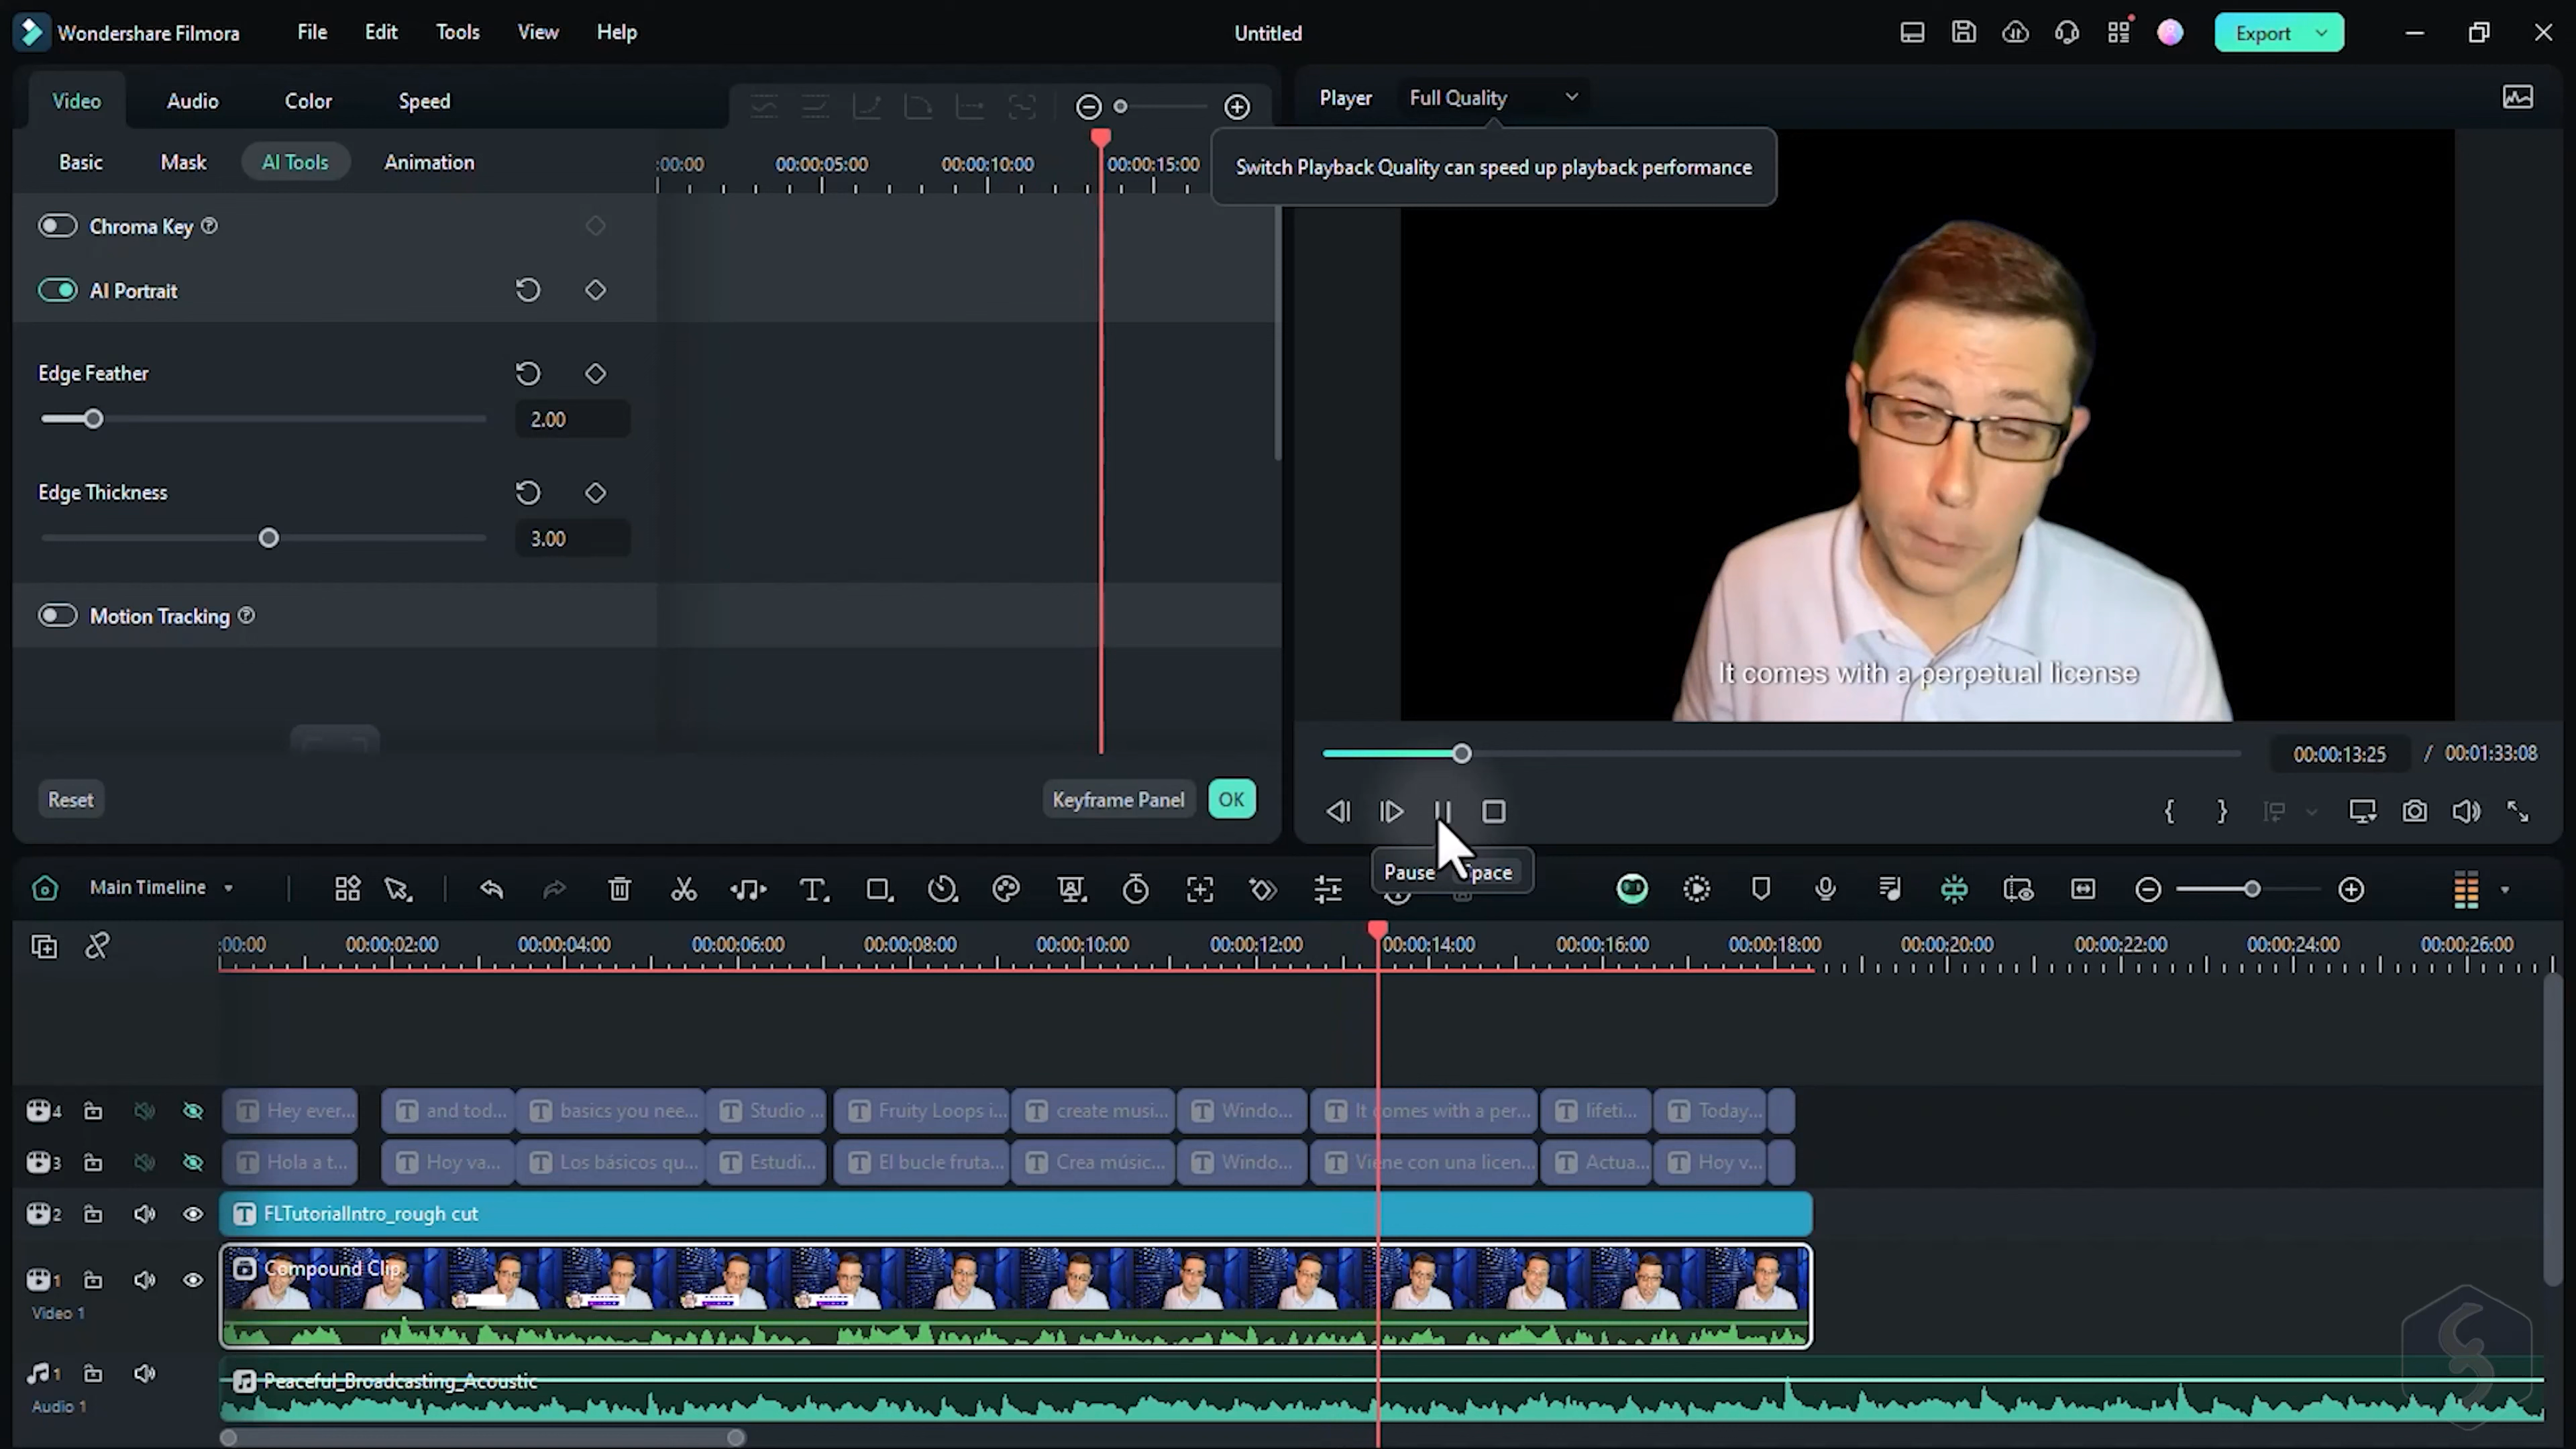 Wondershare Filmora
File Edit Tools View Help
Untitled
Export
Video Audio Color Speed
Player Full Quality
Switch Playback Quality can speed up playback performance
Basic Mask AI Tools Animation
:00:00 00:00:05:00 00:00:10:00 00:00:15:00
Chroma Key
AI Portrait
Edge Feather
2.00
Edge Thickness
3.00
Motion Tracking
It comes with a perpetual license
00:00:13:25 / 00:01:33:08
Reset
Keyframe Panel OK
Pause Space
Main Timeline
:00:00 00:00:02:00 00:00:04:00 00:00:06:00 00:00:08:00 00:00:10:00 00:00:12:00 00:00:14:00 00:00:16:00 00:00:18:00 00:00:20:00 00:00:22:00 00:00:24:00 00:00:26:00
4 T Hey ever... T and tod... T basics you nee... T Studio ... T Fruity Loops i... T create musi... T Windo... T It comes with a per... T lifeti... T Today...
3 T Hola a t... T Hoy va... T Los básicos qu... T Estudi... T El bucle fruta... T Crea músic... T Windo... T Viene con una licen... T Actua... T Hoy v...
2 T FLTutorialIntro_rough cut
1 Compound Clip
Video 1
1 Peaceful_Broadcasting_Acoustic
Audio 1